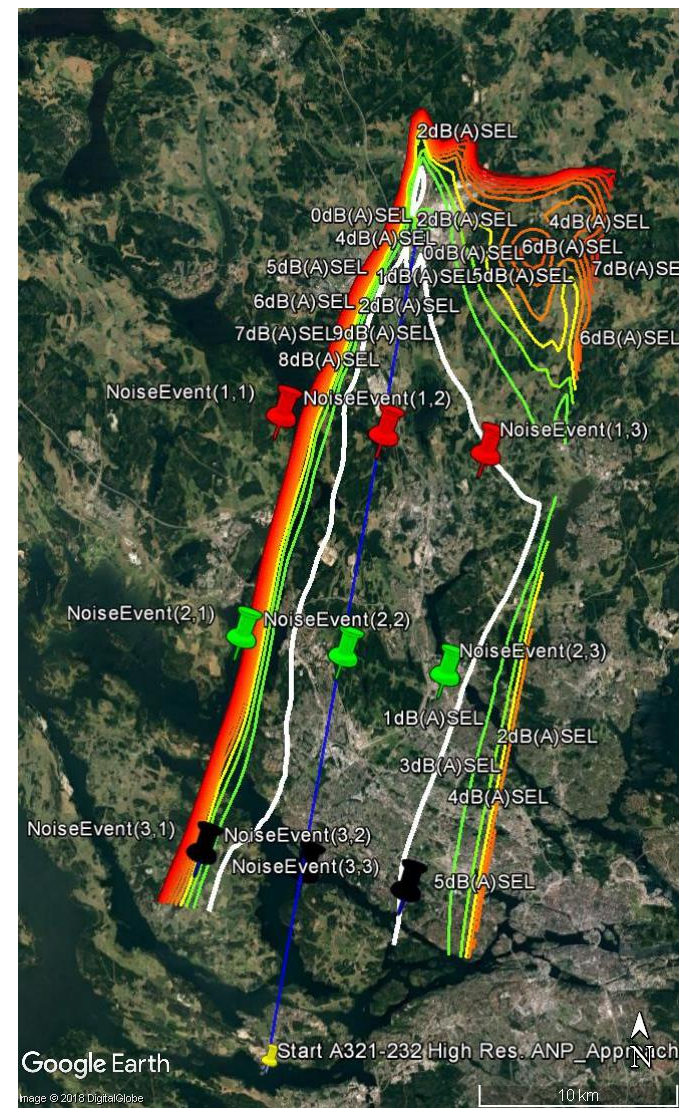 2dB(A)SEL
0dB(A)SEL
2dB(A)SEL
4dB(A)SEL
4dB(A)SEL
0dB(A)SEL
6dB(A)SEL
5dB(A)SEL
1dB(A)SEL
5dB(A)SEL
7dB(A)SE
6dB(A)SEL
2dB(A)SEL
7dB(A)SEL
9dB(A)SEL
6dB(A)SEL
8dB(A)SEL
NoiseEvent(1,1)
NoiseEvent(1,2)
NoiseEvent(1,3)
NoiseEvent(2,1)
NoiseEvent(2,2)
NoiseEvent(2,3)
1dB(A)SEL
2dB(A)SEL
3dB(A)SEL
4dB(A)SEL
NoiseEvent(3,1)
NoiseEvent(3,2)
NoiseEvent(3,3)
5dB(A)SEL
Start A321-232 High Res. ANP_Approach
N
Google Earth
Image © 2018 DigitalGlobe
10 km